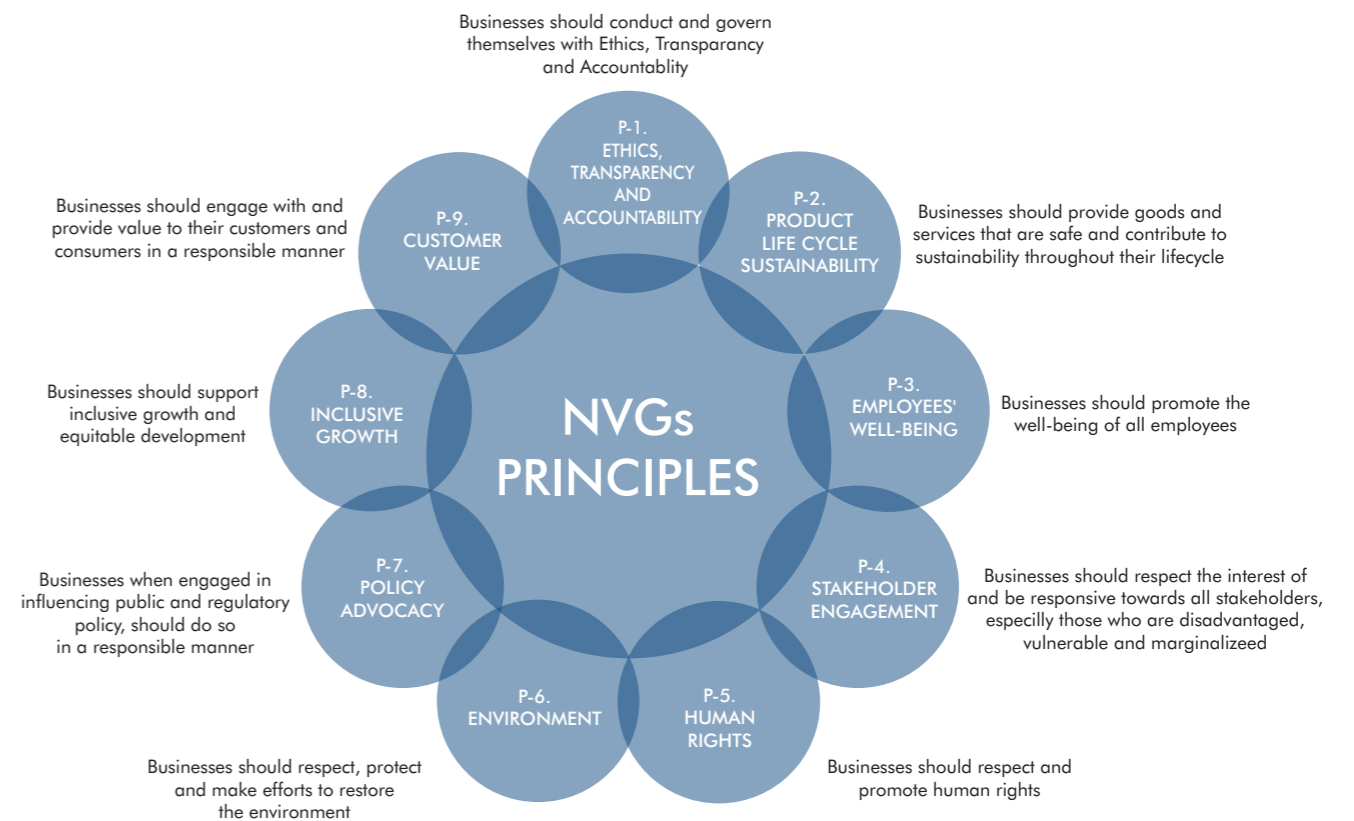 Businesses should conduct and govern
themselves with Ethics, Transparancy
and Accountablity
P-1.
ETHICS,
TRANSPARENCY
AND
ACCOUNTABILITY
P-2.
PRODUCT
LIFE CYCLE
SUSTAINABILITY
Businesses should provide goods and
services that are safe and contribute to
sustainability throughout their lifecycle
P-3.
EMPLOYEES'
WELL-BEING
Businesses should promote the
well-being of all employees
P-4.
STAKEHOLDER
ENGAGEMENT
Businesses should respect the interest of
and be responsive towards all stakeholders,
especilly those who are disadvantaged,
vulnerable and marginalizeed
P-5.
HUMAN
RIGHTS
Businesses should respect and
promote human rights
P-6.
ENVIRONMENT
Businesses should respect, protect
and make efforts to restore
the environment
P-7.
POLICY
ADVOCACY
Businesses when engaged in
influencing public and regulatory
policy, should do so
in a responsible manner
P-8.
INCLUSIVE
GROWTH
Businesses should support
inclusive growth and
equitable development
P-9.
CUSTOMER
VALUE
Businesses should engage with and
provide value to their customers and
consumers in a responsible manner
NVGs
PRINCIPLES